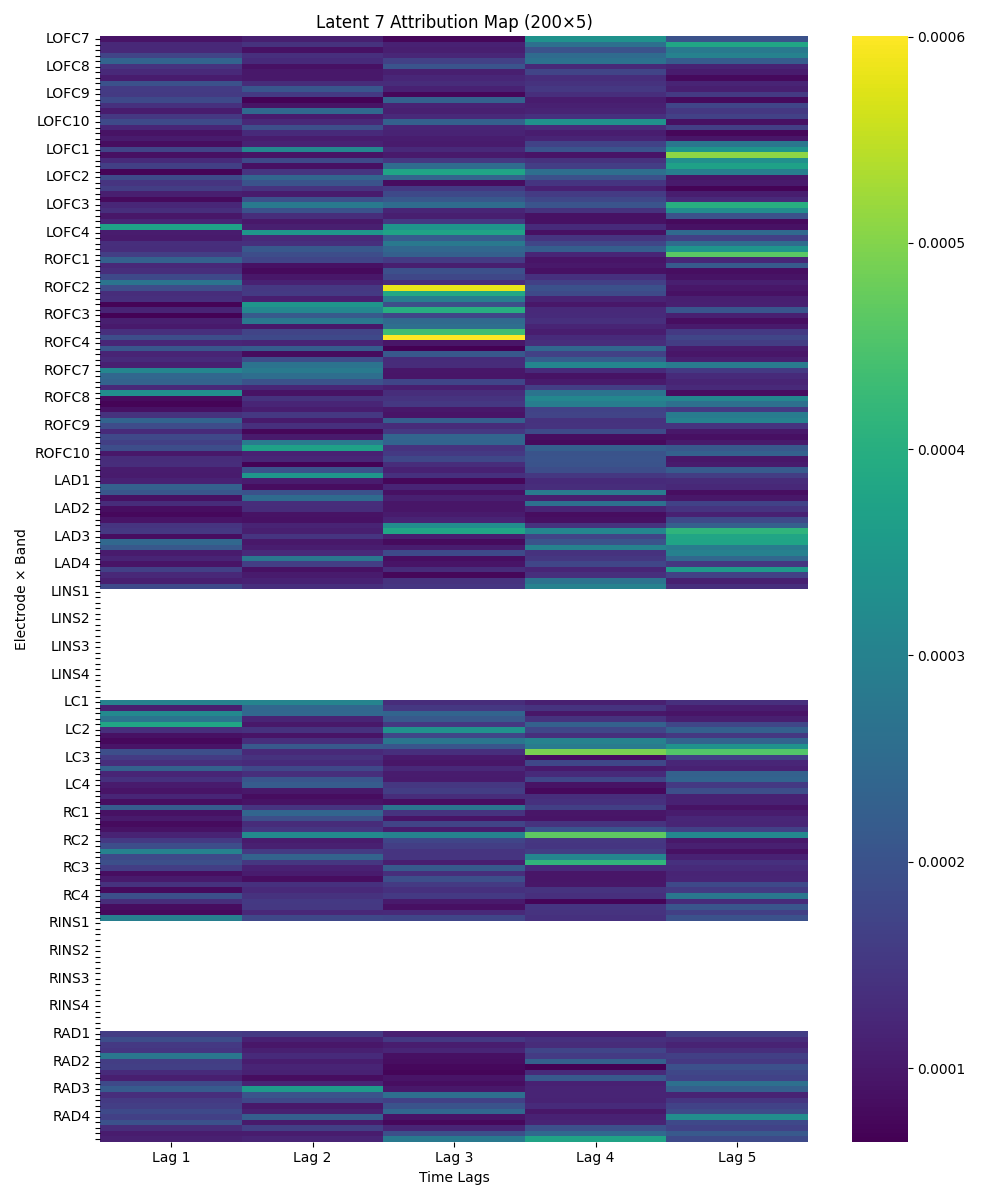 Latent 7 Attribution Map (200×5)
LOFC7
LOFC8
LOFC9
LOFC10
LOFC1
LOFC2
LOFC3
LOFC4
ROFC1
ROFC2
ROFC3
ROFC4
ROFC7
ROFC8
ROFC9
ROFC10
LAD1
LAD2
LAD3
LAD4
LINS1
LINS2
LINS3
LINS4
LC1
LC2
LC3
LC4
RC1
RC2
RC3
RC4
RINS1
RINS2
RINS3
RINS4
RAD1
RAD2
RAD3
RAD4
Electrode × Band
Lag 1 Lag 2 Lag 3 Lag 4 Lag 5
Time Lags
0.0006
0.0005
0.0004
0.0003
0.0002
0.0001